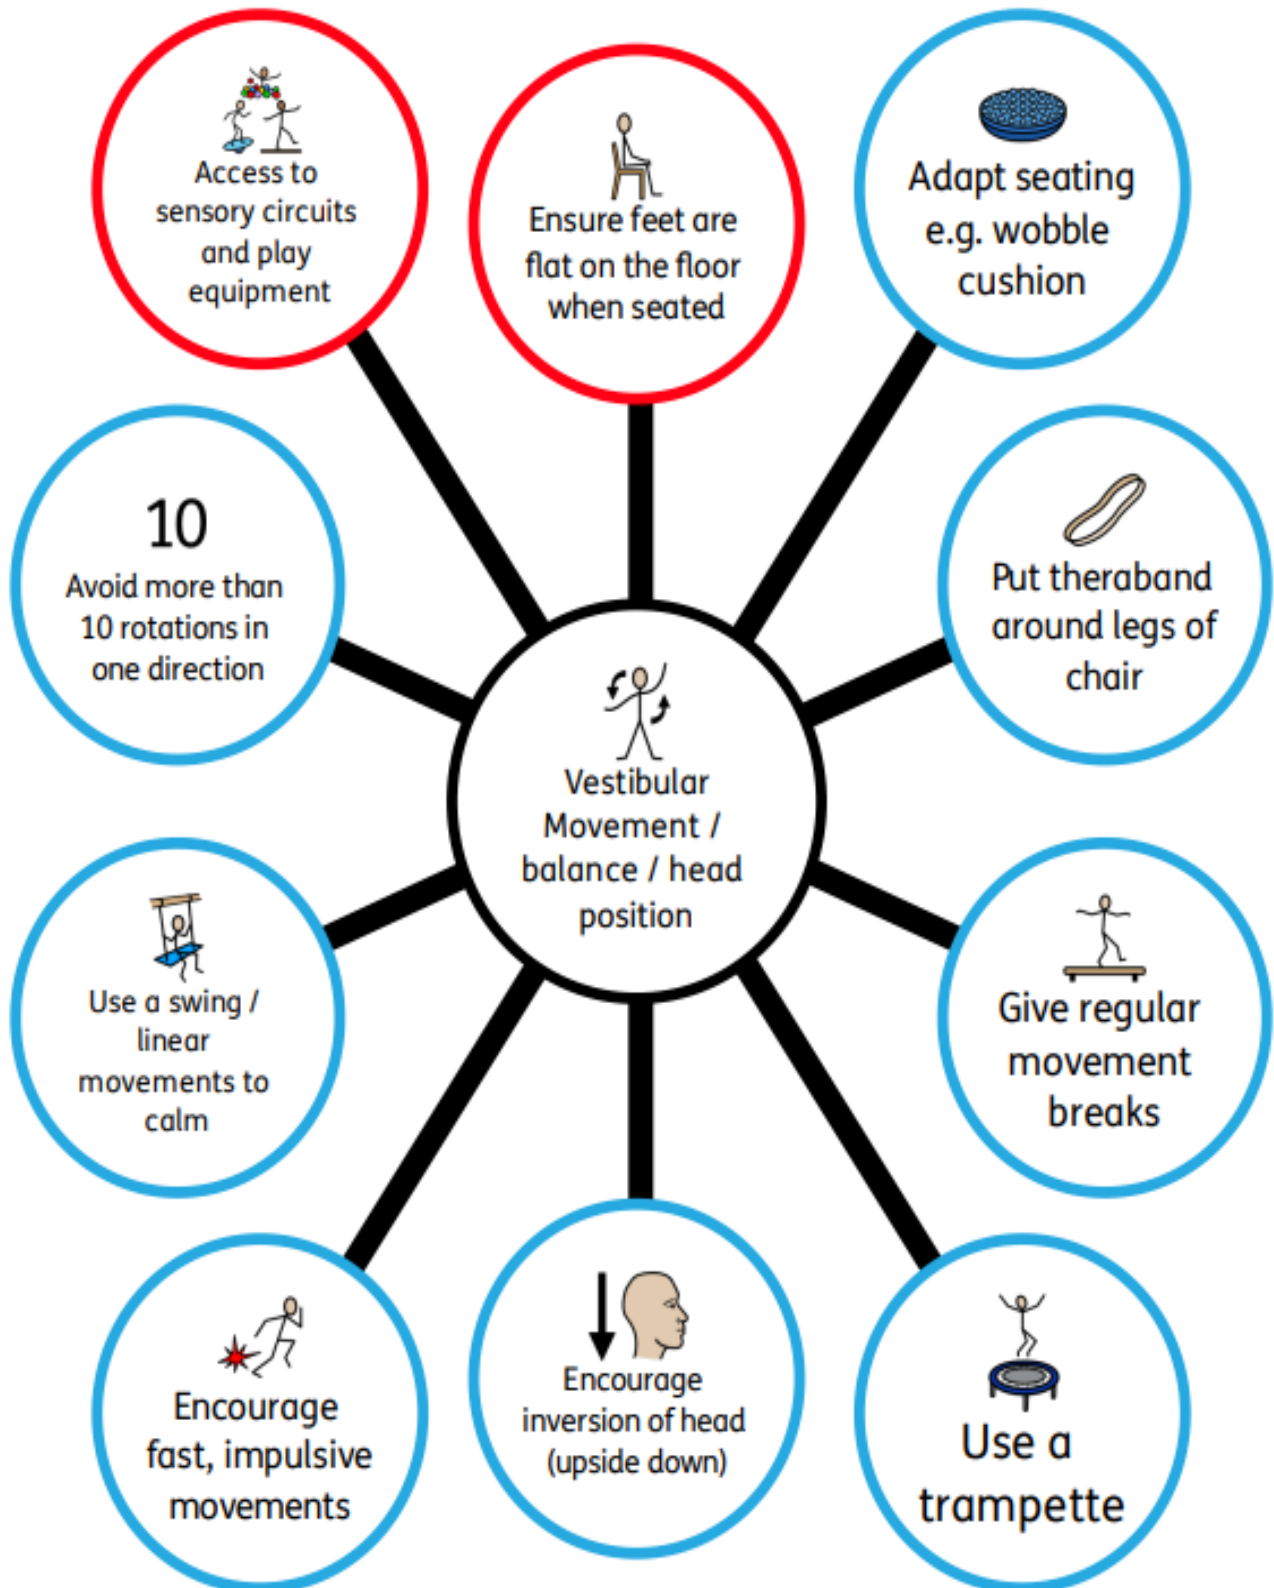 Access to
sensory circuits
and play
equipment
Ensure feet are
flat on the floor
when seated
Adapt seating
e.g. wobble
cushion
10
Avoid more than
10 rotations in
one direction
Put theraband
around legs of
chair
Vestibular
Movement /
balance / head
position
Use a swing /
linear
movements to
calm
Give regular
movement
breaks
Encourage
fast, impulsive
movements
Encourage
inversion of head
(upside down)
Use a
trampette